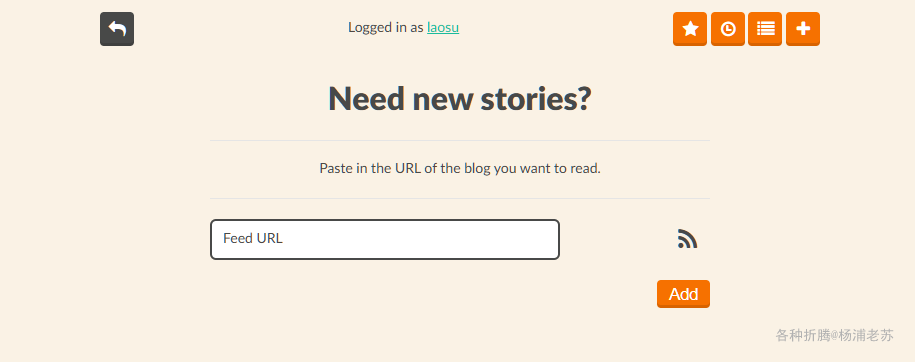 Logged in as laosu
Need new stories?
Paste in the URL of the blog you want to read.
Feed URL
Add
各种折腾@杨浦老苏